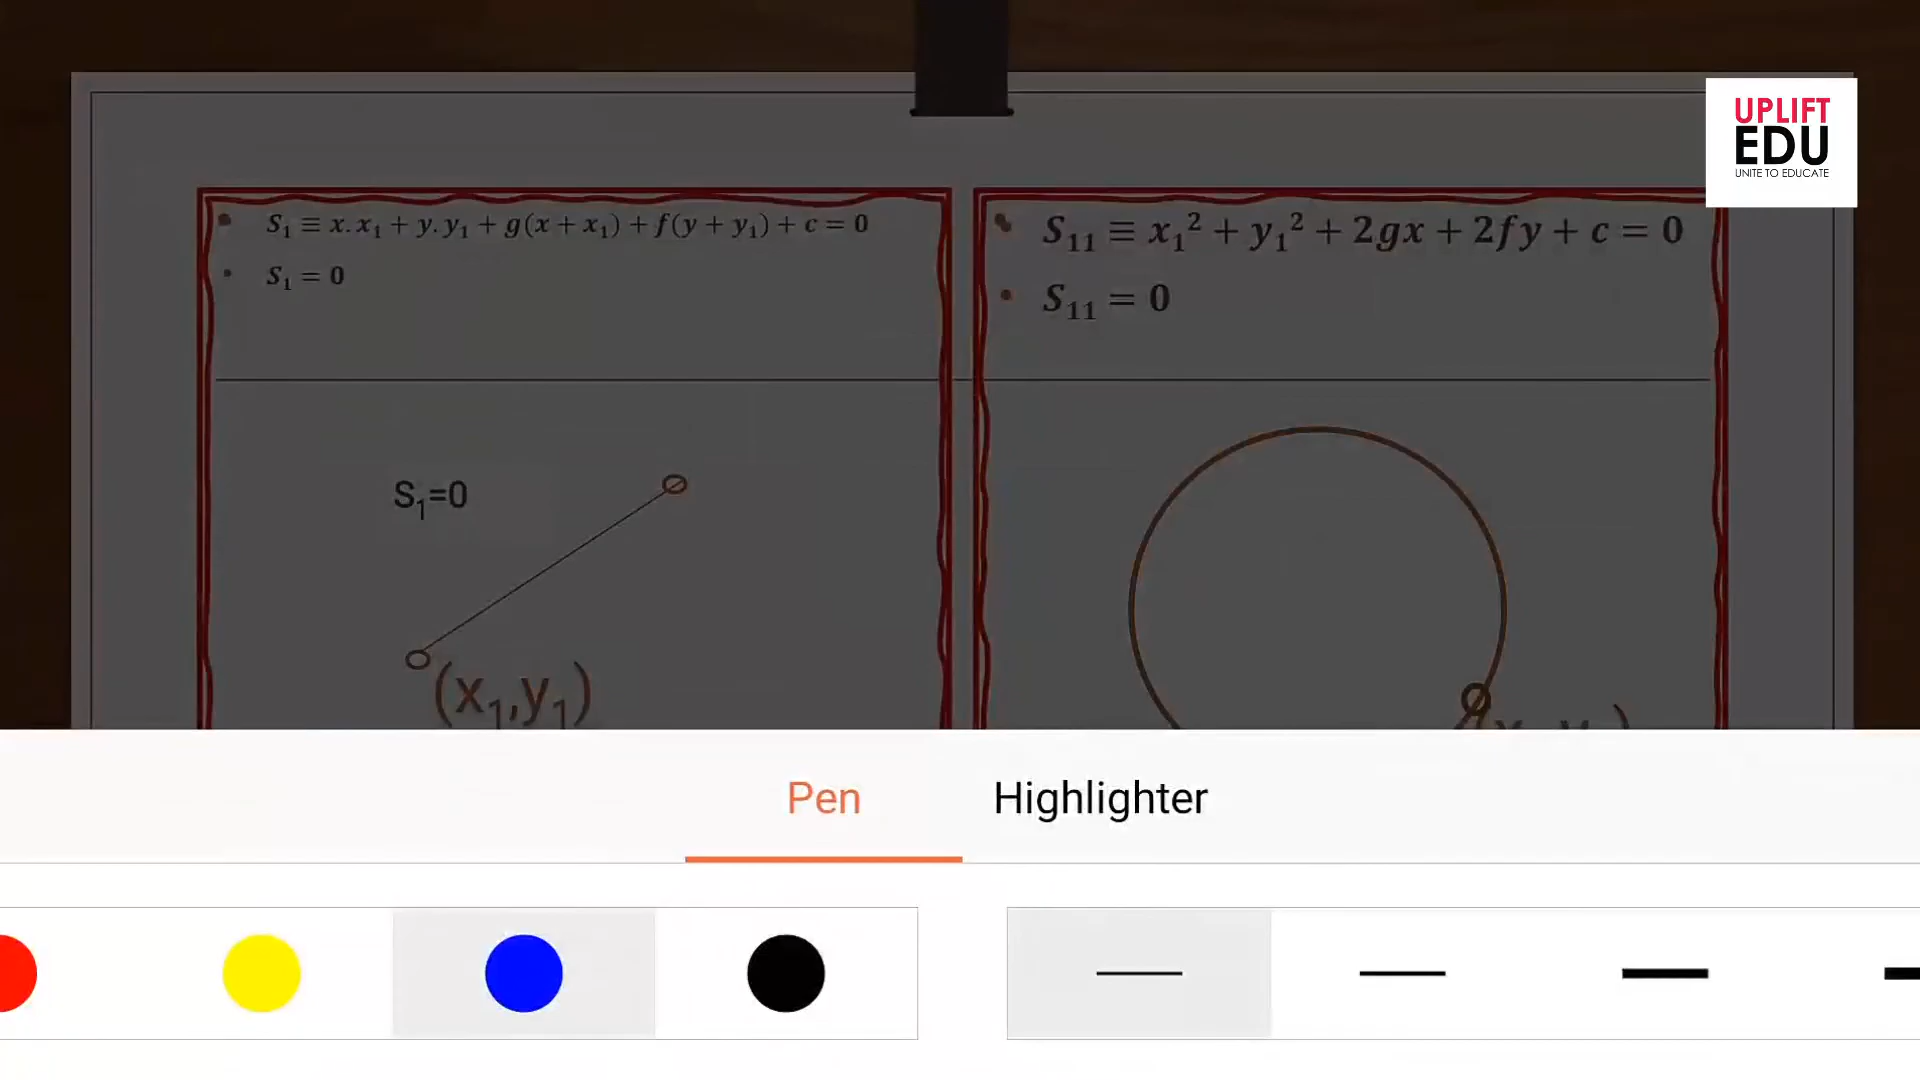 UPLIFT
EDU
UNITE TO EDUCATE
• S₁ ≡ x.x₁ + y.y₁ + g(x + x₁) + f(y + y₁) + c = 0
• S₁ = 0
• S₁₁ ≡ x₁² + y₁² + 2gx + 2fy + c = 0
• S₁₁ = 0
S₁=0
(x₁,y₁)
Pen
Highlighter